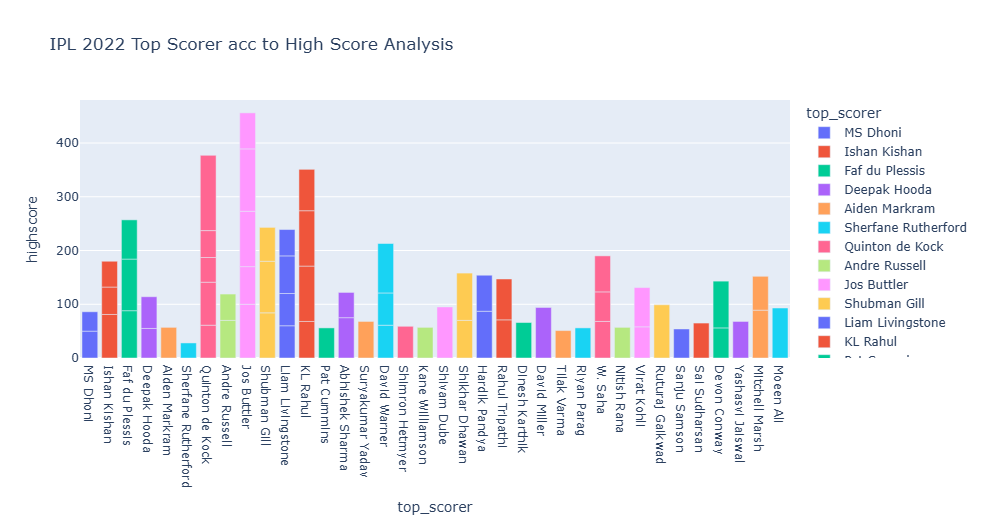 IPL 2022 Top Scorer acc to High Score Analysis
highscore
400
300
200
100
0
MS Dhoni
Ishan Kishan
Faf du Plessis
Deepak Hooda
Aiden Markram
Sherfane Rutherford
Quinton de Kock
Andre Russell
Jos Buttler
Shubman Gill
Liam Livingstone
KL Rahul
Pat Cummins
Abhishek Sharma
Suryakumar Yadav
David Warner
Shimron Hetmyer
Kane Williamson
Shivam Dube
Shikhar Dhawan
Hardik Pandya
Rahul Tripathi
Dinesh Karthik
David Miller
Tilak Varma
Riyan Parag
W. Saha
Nitish Rana
Virat Kohli
Ruturaj Gaikwad
Sanju Samson
Sai Sudharsan
Devon Conway
Yashasvi Jaiswal
Mitchell Marsh
Moeen Ali
top_scorer
top_scorer
MS Dhoni
Ishan Kishan
Faf du Plessis
Deepak Hooda
Aiden Markram
Sherfane Rutherford
Quinton de Kock
Andre Russell
Jos Buttler
Shubman Gill
Liam Livingstone
KL Rahul